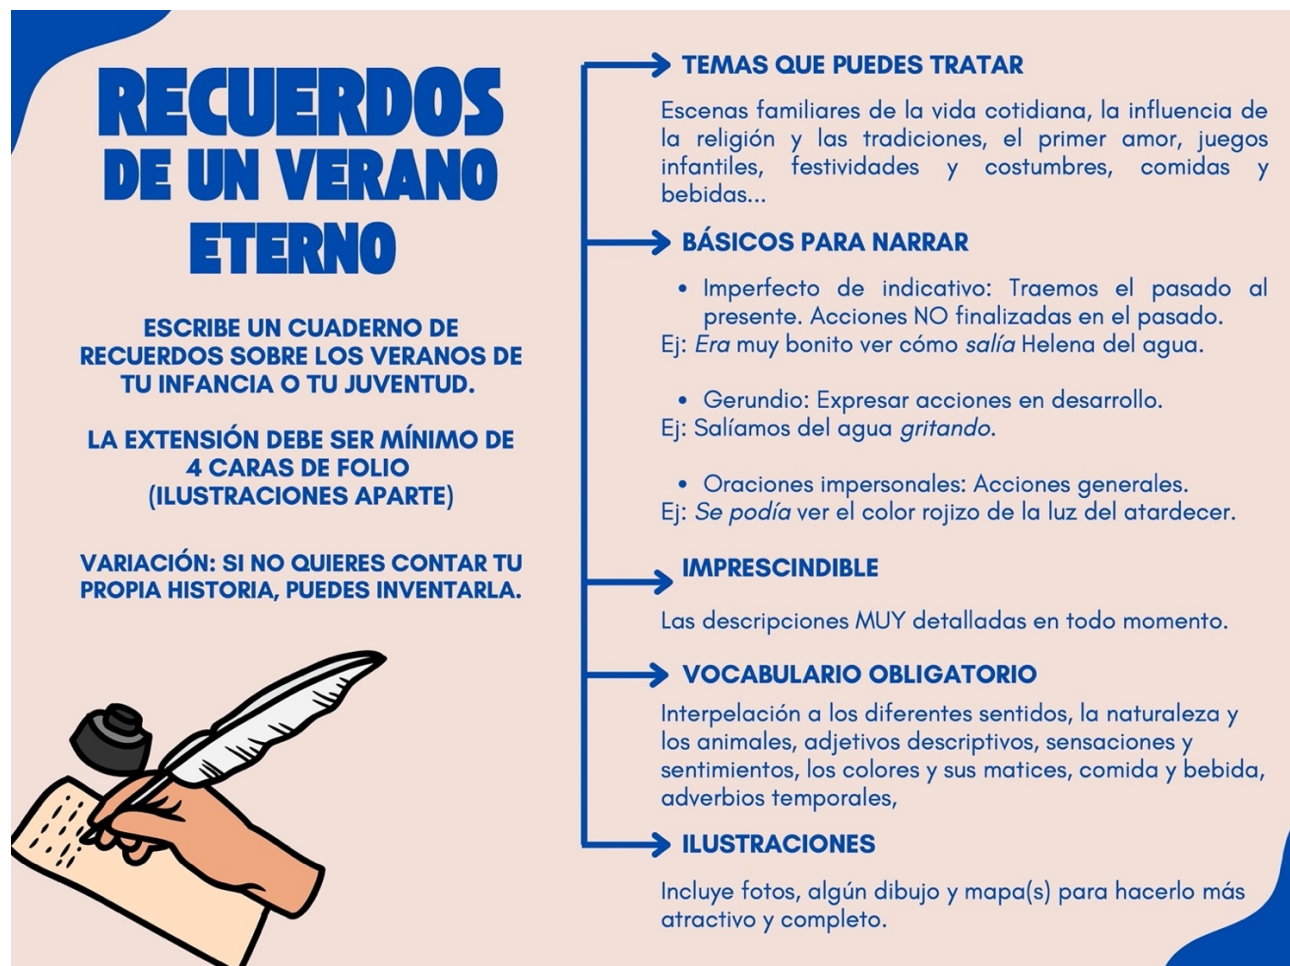 RECUERDOS
DE UN VERANO
ETERNO
ESCRIBE UN CUADERNO DE
RECUERDOS SOBRE LOS VERANOS DE
TU INFANCIA O TU JUVENTUD.
LA EXTENSIÓN DEBE SER MÍNIMO DE
4 CARAS DE FOLIO
(ILUSTRACIONES APARTE)
VARIACIÓN: SI NO QUIERES CONTAR TU
PROPIA HISTORIA, PUEDES INVENTARLA.
TEMAS QUE PUEDES TRATAR
Escenas familiares de la vida cotidiana, la influencia de
la religión y las tradiciones, el primer amor, juegos
infantiles, festividades y costumbres, comidas y
bebidas...
BÁSICOS PARA NARRAR
• Imperfecto de indicativo: Traemos el pasado al
presente. Acciones NO finalizadas en el pasado.
Ej: Era muy bonito ver cómo salía Helena del agua.
• Gerundio: Expresar acciones en desarrollo.
Ej: Salíamos del agua gritando.
• Oraciones impersonales: Acciones generales.
Ej: Se podía ver el color rojizo de la luz del atardecer.
IMPRESCINDIBLE
Las descripciones MUY detalladas en todo momento.
VOCABULARIO OBLIGATORIO
Interpelación a los diferentes sentidos, la naturaleza y
los animales, adjetivos descriptivos, sensaciones y
sentimientos, los colores y sus matices, comida y bebida,
adverbios temporales,
ILUSTRACIONES
Incluye fotos, algún dibujo y mapa(s) para hacerlo más
atractivo y completo.